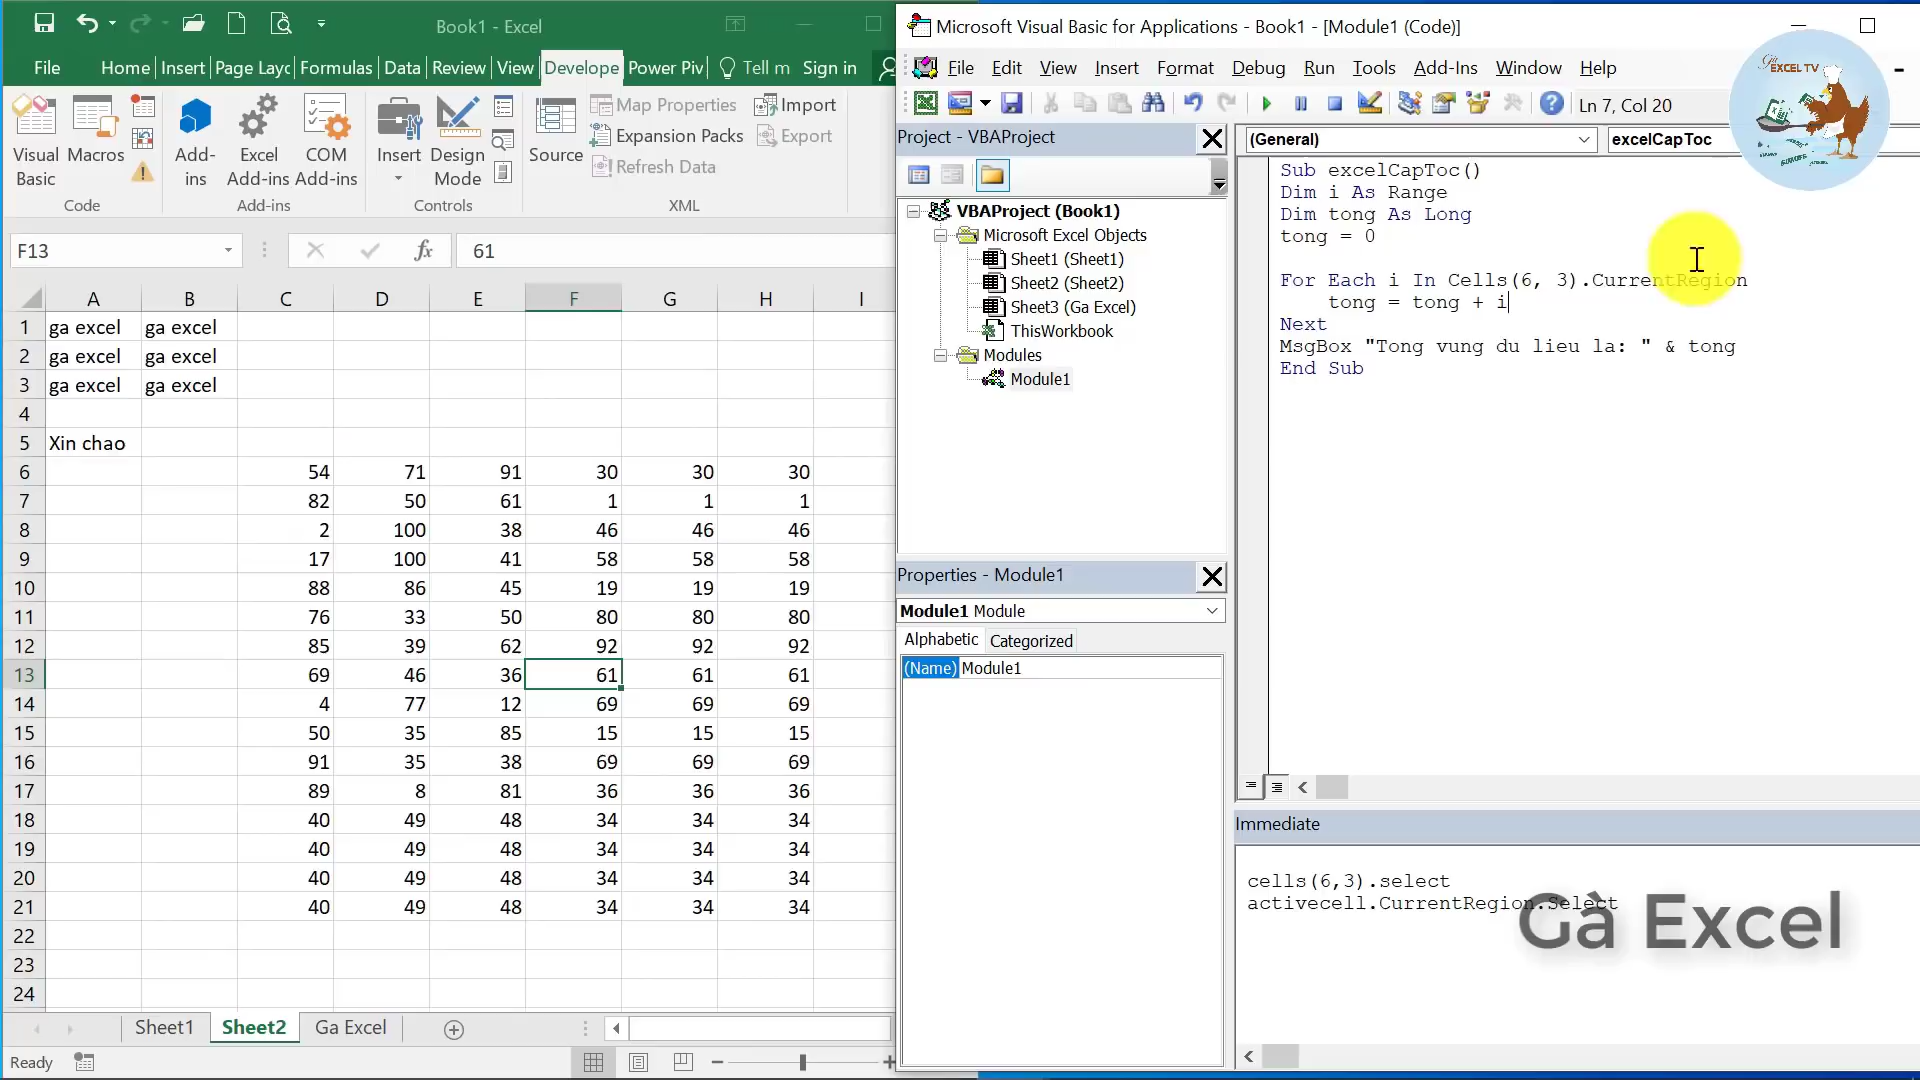 Book1 - Excel
File Home Insert Page Layc Formulas Data Review View Develope Power Piv Tell m Sign in
Visual Basic
Macros
Code
Add-ins
Excel Add-ins
COM Add-ins
Add-ins
Insert
Design Mode
Controls
Source
Map Properties
Expansion Packs
Refresh Data
Import
Export
XML
F13
fx
61
A B C D E F G H I
1 ga excel ga excel
2 ga excel ga excel
3 ga excel ga excel
4
5 Xin chao
6 54 71 91 30 30 30
7 82 50 61 1 1 1
8 2 100 38 46 46 46
9 17 100 41 58 58 58
10 88 86 45 19 19 19
11 76 33 50 80 80 80
12 85 39 62 92 92 92
13 69 46 36 61 61 61
14 4 77 12 69 69 69
15 50 35 85 15 15 15
16 91 35 38 69 69 69
17 89 8 81 36 36 36
18 40 49 48 34 34 34
19 40 49 48 34 34 34
20 40 49 48 34 34 34
21 40 49 48 34 34 34
22
23
24
Sheet1 Sheet2 Ga Excel
Ready
Microsoft Visual Basic for Applications - Book1 - [Module1 (Code)]
File Edit View Insert Format Debug Run Tools Add-Ins Window Help
Ln 7, Col 20
Project - VBAProject
VBAProject (Book1)
Microsoft Excel Objects
Sheet1 (Sheet1)
Sheet2 (Sheet2)
Sheet3 (Ga Excel)
ThisWorkbook
Modules
Module1
Properties - Module1
Module1 Module
Alphabetic Categorized
(Name) Module1
(General) excelCapToc
Sub excelCapToc()
Dim i As Range
Dim tong As Long
tong = 0
For Each i In Cells(6, 3).CurrentRegion
tong = tong + i
Next
MsgBox "Tong vung du lieu la: " & tong
End Sub
Immediate
cells(6,3).select
activecell.CurrentRegion.Select
Gà Excel
EXCEL TV